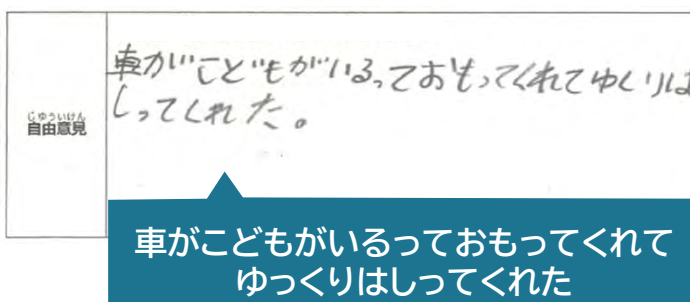 じゆういけん
自由意見
車がこどもがいるっておもってくれてゆくりは
しってくれた。
車がこどもがいるっておもってくれて
ゆっくりはしってくれた